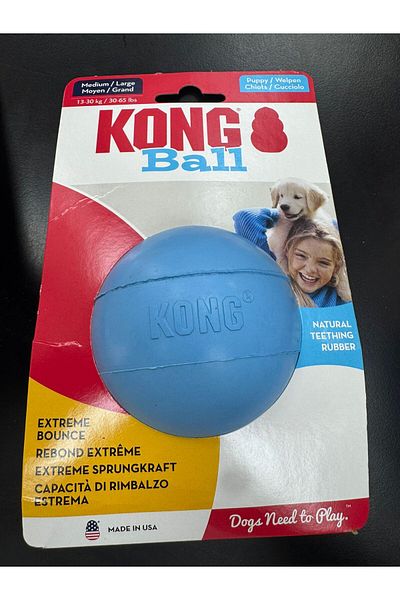 Medium / Large
Moyen / Grand
13-30 kg / 30-65 lbs
Puppy / Welpen
Chiots / Cucciolo
KONG®
Ball
KONG®
NATURAL
TEETHING
RUBBER
EXTREME
BOUNCE
REBOND EXTRÊME
EXTREME SPRUNGKRAFT
CAPACITÀ DI RIMBALZO
ESTREMA
MADE IN USA
Dogs Need to Play.™